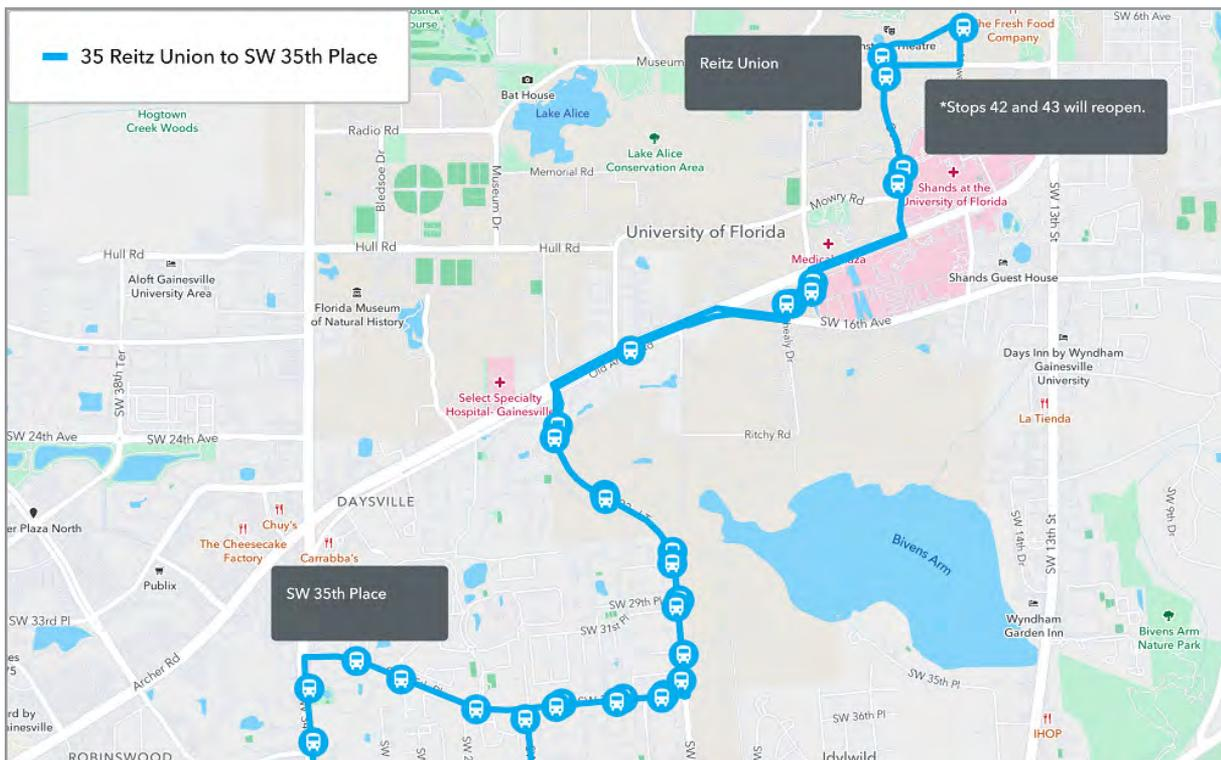 35 Reitz Union to SW 35th Place
SW 6th Ave
The Fresh Food
Company
Theatre
Museum
Reitz Union
*Stops 42 and 43 will reopen.
Bat House
Lake Alice
Hogtown
Creek Woods
Radio Rd
Bledsoe Dr
Museum Dr
Memorial Rd
Lake Alice
Conservation Area
Shands at the
University of Florida
SW 13th St
Mowry Rd
University of Florida
Hull Rd
Hull Rd
Hull Rd
Medical Plaza
Aloft Gainesville
University Area
Shands Guest House
Florida Museum
of Natural History
SW 16th Ave
Days Inn by Wyndham
Gainesville
University
SW 38th Ter
Select Specialty
Hospital- Gainesville
La Tienda
SW 24th Ave
SW 24th Ave
Ritchy Rd
DAYSVILLE
er Plaza North
Chuy's
The Cheesecake
Factory
Carrabba's
SW 9th Dr
SW 14th Dr
SW 13th St
Bivens Arm
Publix
SW 35th Place
SW 29th Pl
SW 31st Pl
SW 33rd Pl
Wyndham
Garden Inn
Bivens Arm
Nature Park
Archer Rd
SW 35th Pl
SW 36th Pl
IHOP
ROBINSWOOD
Idylwild